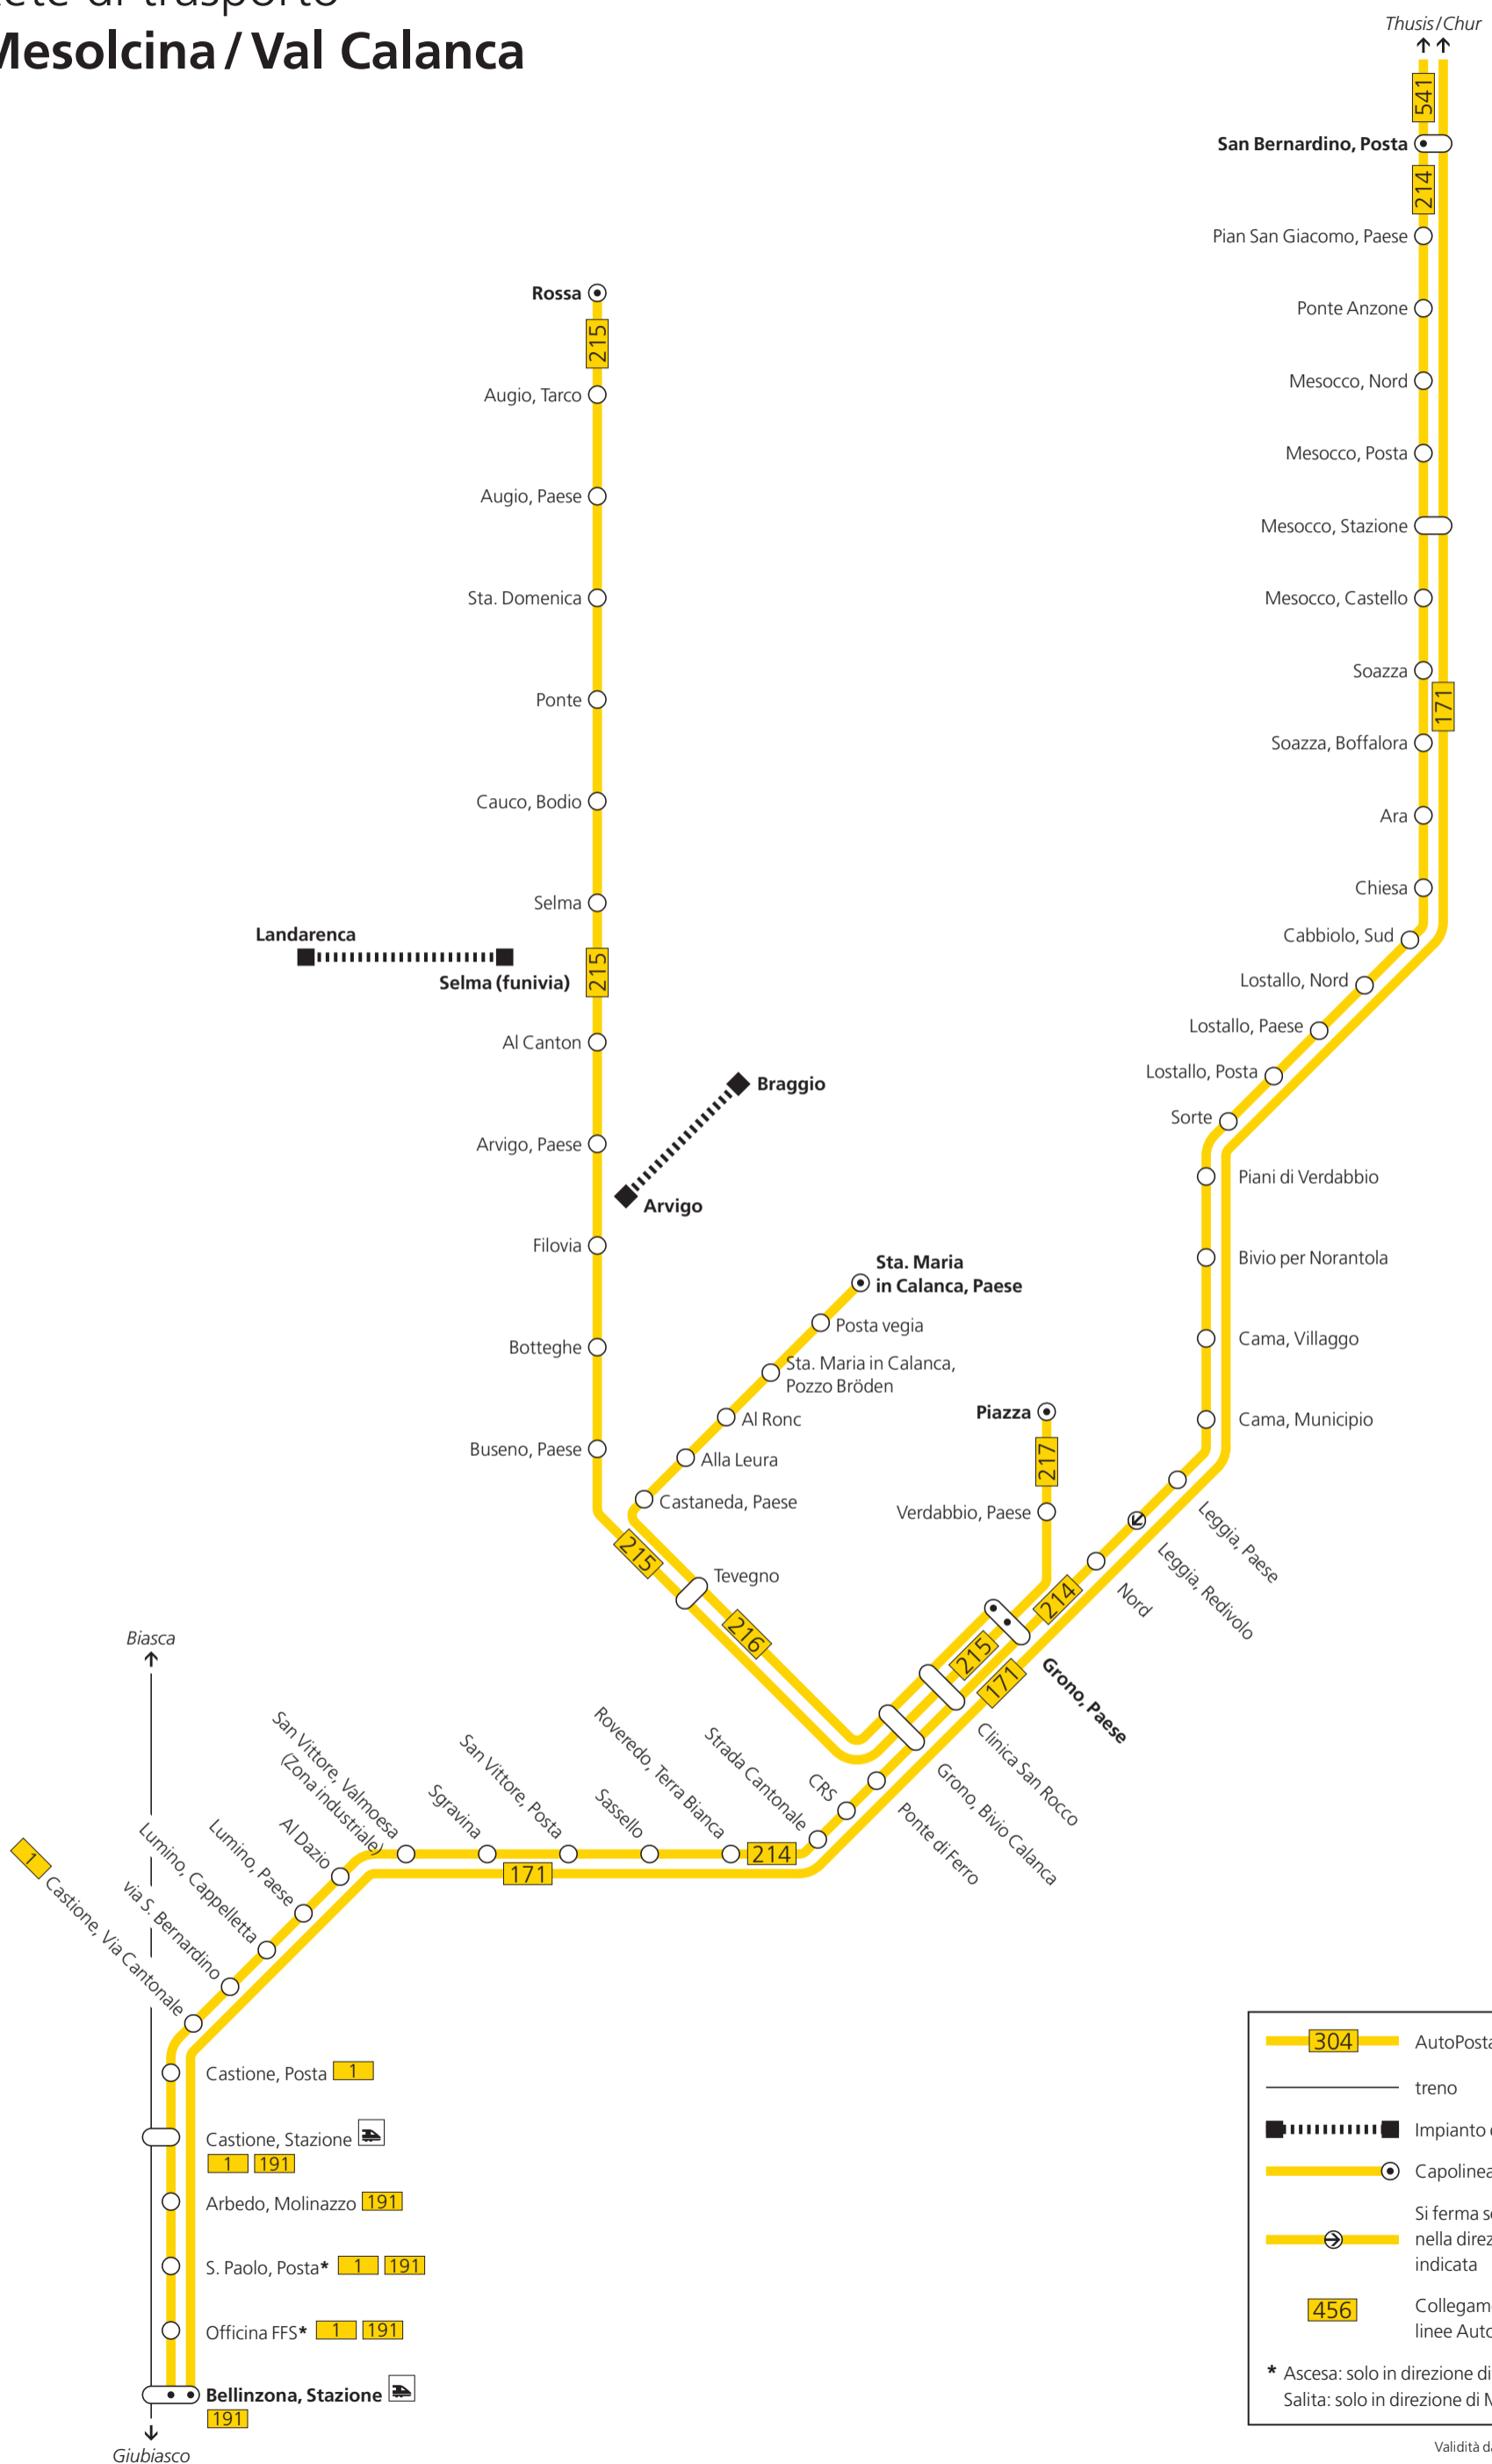 Mesolcina / Val Calanca
Thusis / Chur
541
San Bernardino, Posta
214
Pian San Giacomo, Paese
Ponte Anzone
Mesocco, Nord
Mesocco, Posta
Mesocco, Stazione
Mesocco, Castello
Soazza
171
Soazza, Boffalora
Ara
Chiesa
Cabbiolo, Sud
Lostallo, Nord
Lostallo, Paese
Lostallo, Posta
Sorte
Piani di Verdabbio
Bivio per Norantola
Cama, Villaggo
Cama, Municipio
Leggia, Paese
Leggia, Redivolo
Nord
214
Rossa
215
Augio, Tarco
Augio, Paese
Sta. Domenica
Ponte
Cauco, Bodio
Selma
Landarenca
Selma (funivia)
215
Al Canton
Braggio
Arvigo, Paese
Arvigo
Filovia
Botteghe
Buseno, Paese
215
Sta. Maria
in Calanca, Paese
Posta vegia
Sta. Maria in Calanca,
Pozzo Bröden
Al Ronc
Alla Leura
Castaneda, Paese
Tevegno
216
Piazza
217
Verdabbio, Paese
215
171
Grono, Paese
Clinica San Rocco
Grono, Bivio Calanca
Ponte di Ferro
CRS
Strada Cantonale
214
Roveredo, Terra Bianca
Sassello
San Vittore, Posta
171
Sgravina
San Vittore, Valmoesa
(Zona industriale)
Al Dazio
Lumino, Paese
Lumino, Cappelletta
via S. Bernardino
1 Castione, Via Cantonale
Biasca
Castione, Posta 1
Castione, Stazione
1 191
Arbedo, Molinazzo 191
S. Paolo, Posta* 1 191
Officina FFS* 1 191
Bellinzona, Stazione
191
Giubiasco
304
treno
Impianto
Capolinea
Si ferma
nella
indicata
456
linee
* Ascesa: solo in direzione di
Salita: solo in direzione di
Validità